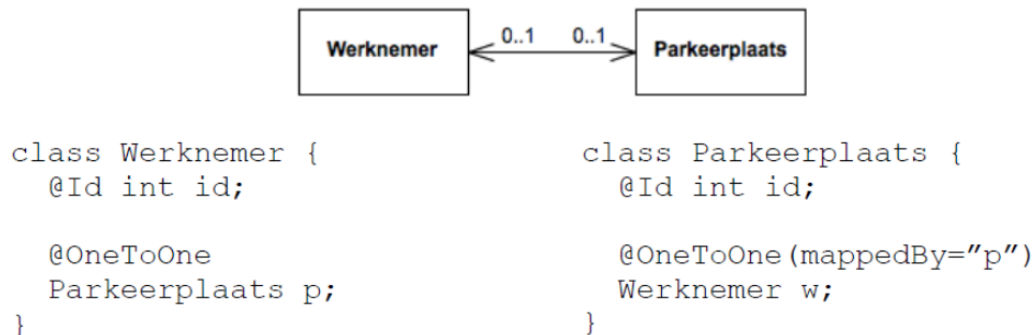 Werknemer 0..1 0..1 Parkeerplaats
class Werknemer {
@Id int id;
@OneToOne
Parkeerplaats p;
}
class Parkeerplaats {
@Id int id;
@OneToOne(mappedBy=”p”)
Werknemer w;
}